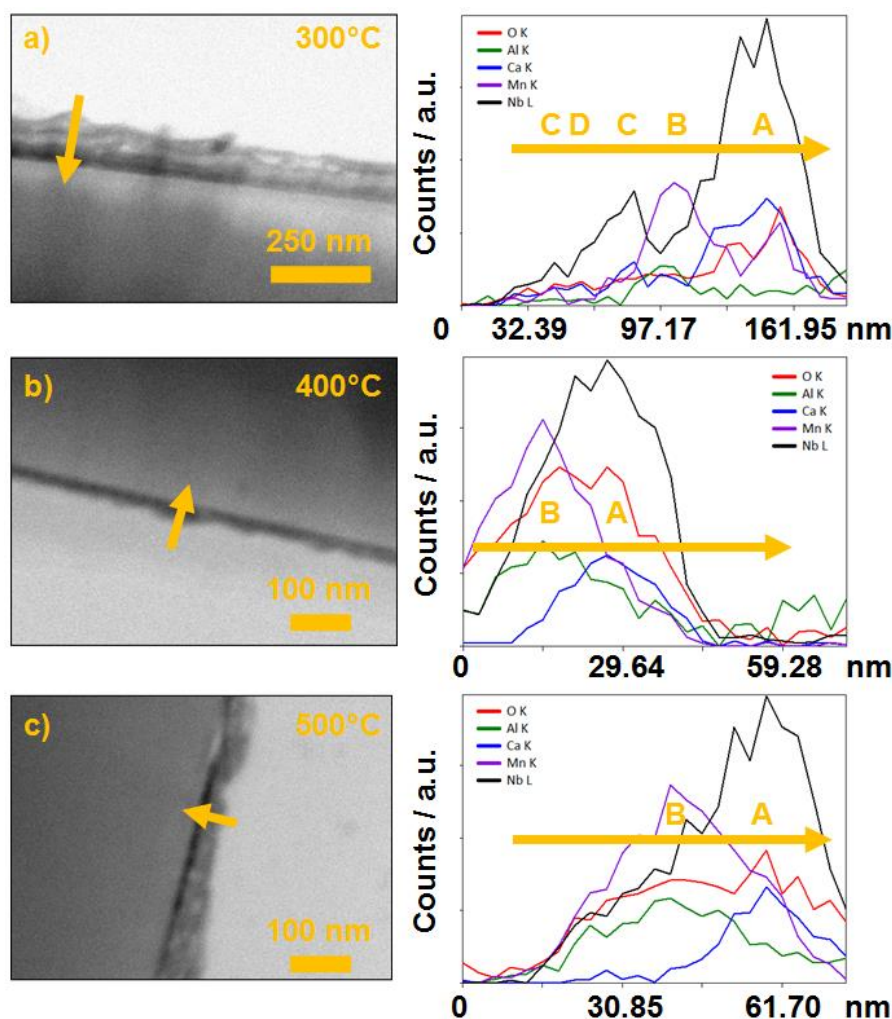 a) 300°C
250 nm
Counts / a.u.
O K
Al K
Ca K
Mn K
Nb L
C D C B A
0 32.39 97.17 161.95 nm
b) 400°C
100 nm
Counts / a.u.
O K
Al K
Ca K
Mn K
Nb L
B A
0 29.64 59.28 nm
c) 500°C
100 nm
Counts / a.u.
O K
Al K
Ca K
Mn K
Nb L
B A
0 30.85 61.70 nm